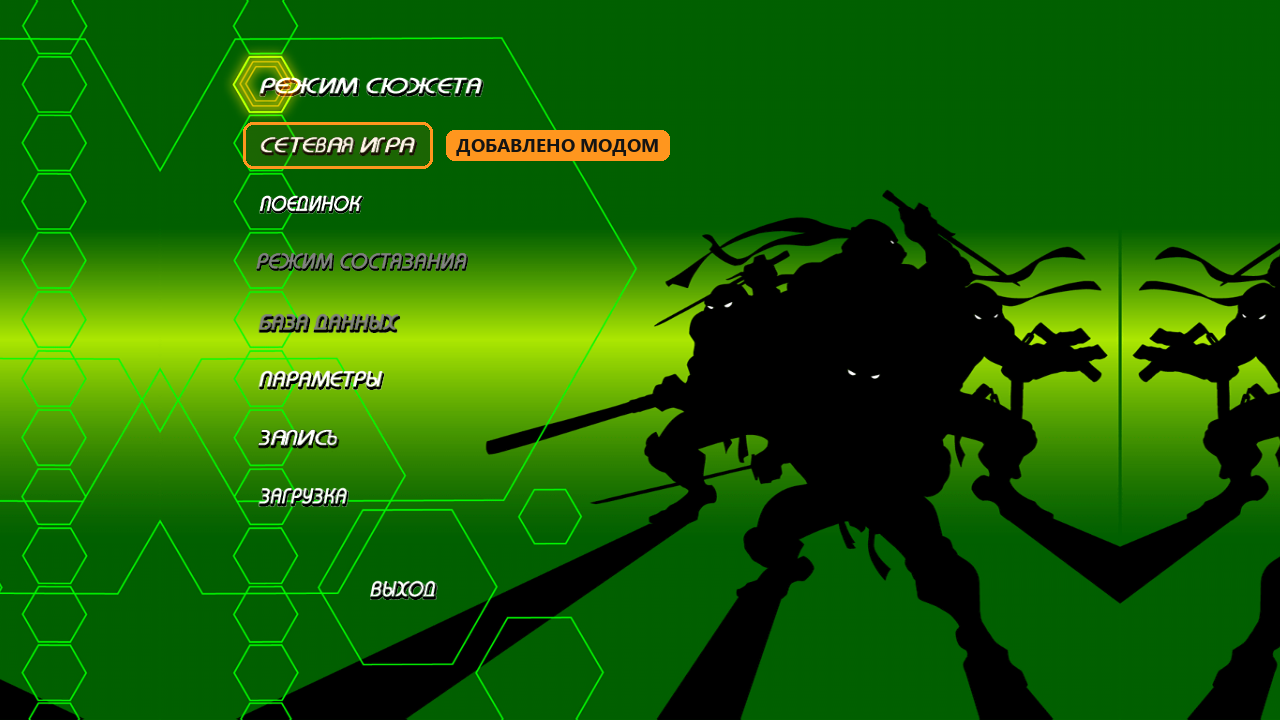 РЕЖИМ СЮЖЕТА
СЕТЕВАЯ ИГРА
ДОБАВЛЕНО МОДОМ
ПОЕДИНОК
РЕЖИМ СОСТЯЗАНИЯ
БАЗА ДАННЫХ
ПАРАМЕТРЫ
ЗАПИСЬ
ЗАГРУЗКА
ВЫХОД